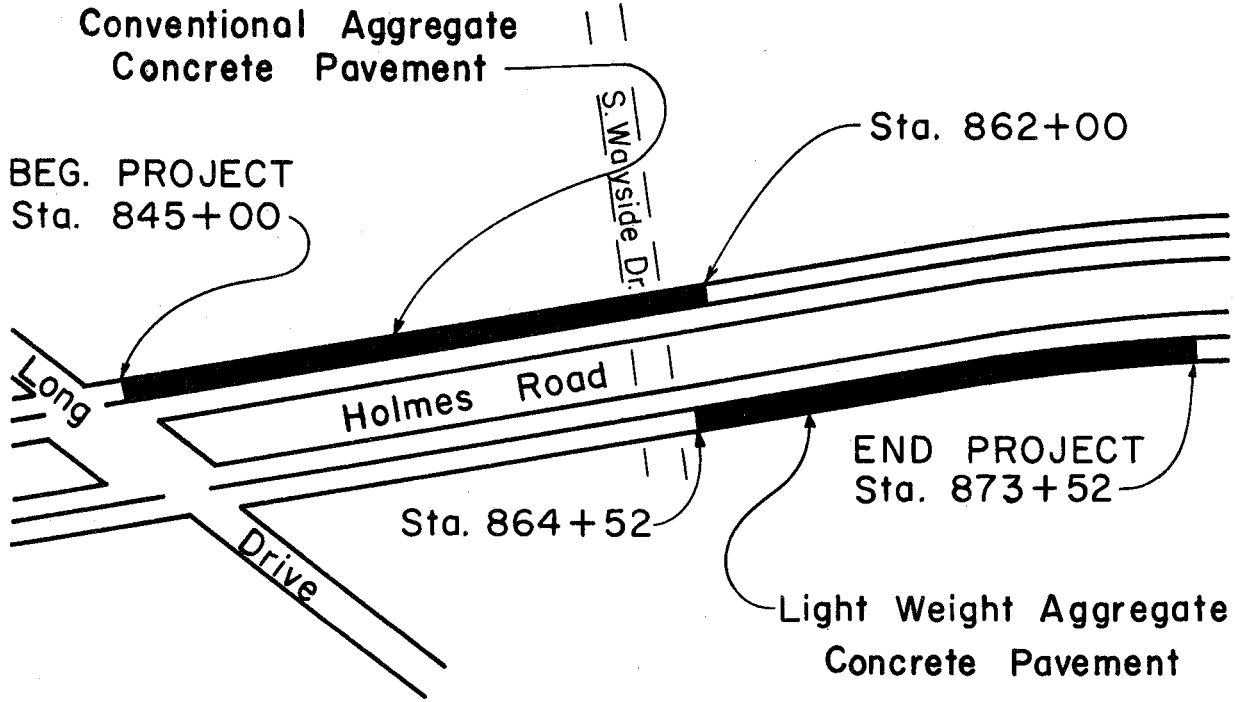 Conventional Aggregate
Concrete Pavement
S. Wayside Dr.
Sta. 862+00
BEG. PROJECT
Sta. 845+00
Long
Holmes Road
END PROJECT
Sta. 873+52
Sta. 864+52
Drive
Light Weight Aggregate
Concrete Pavement